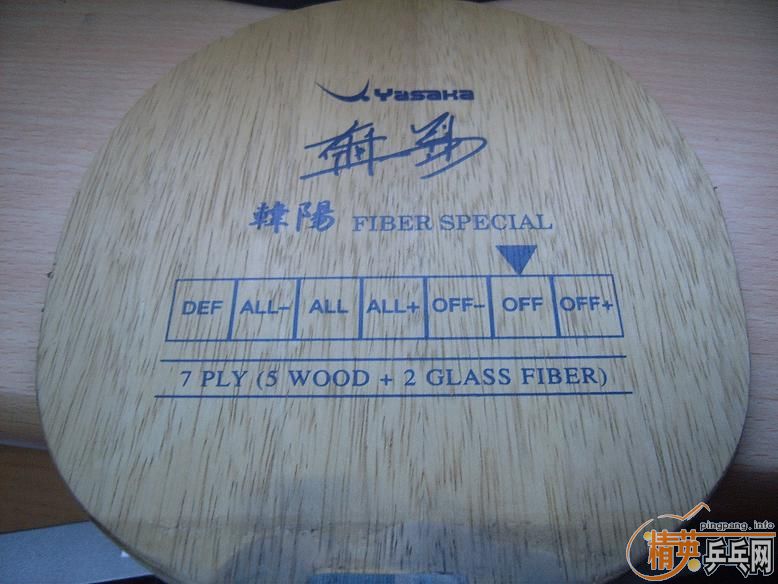 Yasaka
韓陽 FIBER SPECIAL
DEF ALL- ALL ALL+ OFF- OFF OFF+
7 PLY (5 WOOD + 2 GLASS FIBER)
pingpang.info
精英乒乓网